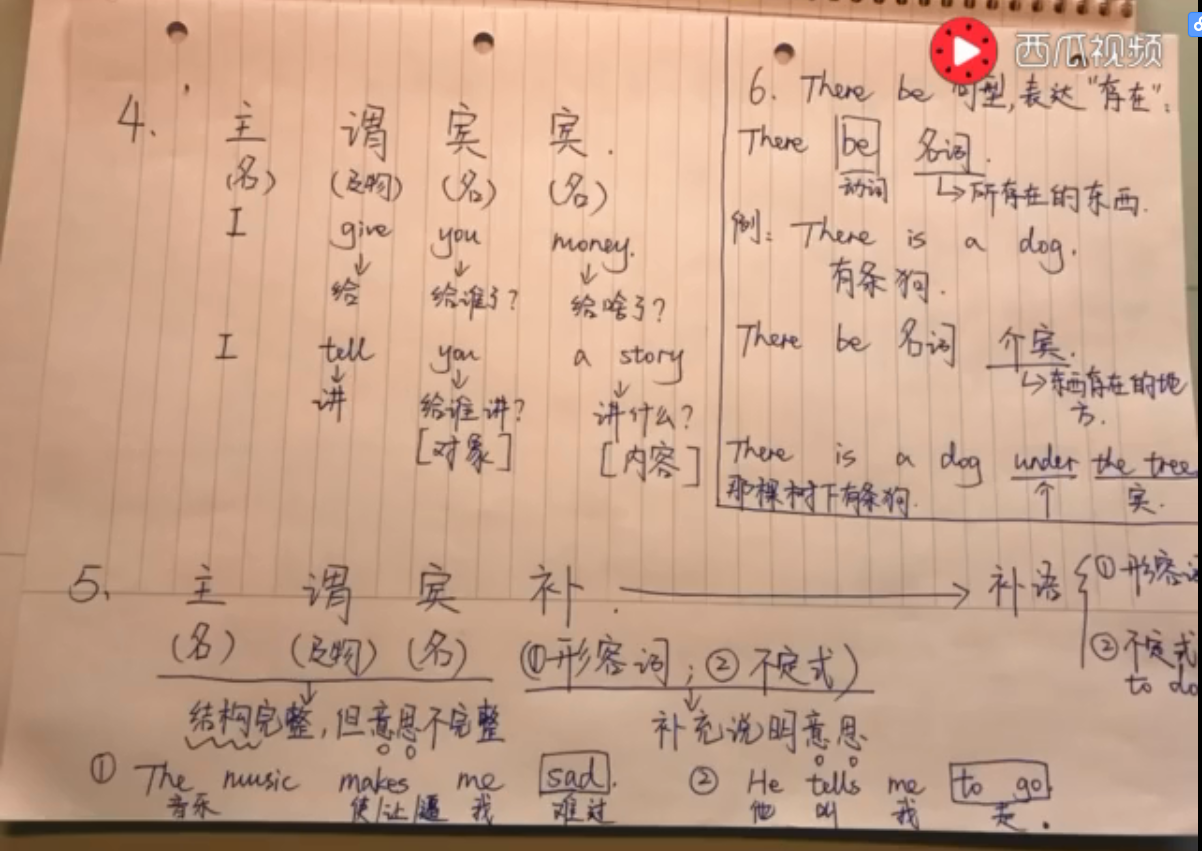 西瓜视频
4. 主 谓 宾 宾.
(名) (及物) (名) (名)
I give you money.
↓ ↓ ↓
给 给谁了? 给啥了?
I tell you a story
↓ ↓ ↓
讲 给谁讲? 讲什么?
[对象] [内容]
6. There be 句型,表达"存在":
There be 名词.
动词 ↳所存在的东西.
例: There is a dog.
有条狗.
There be 名词 介宾.
↳东西存在的地
方.
There is a dog under the tree
那棵树下有条狗. 介 宾.
5. 主 谓 宾 补. → 补语 { ①形容词
(名) (及物) (名) (①形容词; ②不定式) ②不定式
to do
结构完整,但意思不完整 补充说明意思
① The music makes me sad. ② He tells me to go.
音乐 使/让/逼 我 难过 他 叫 我 走.